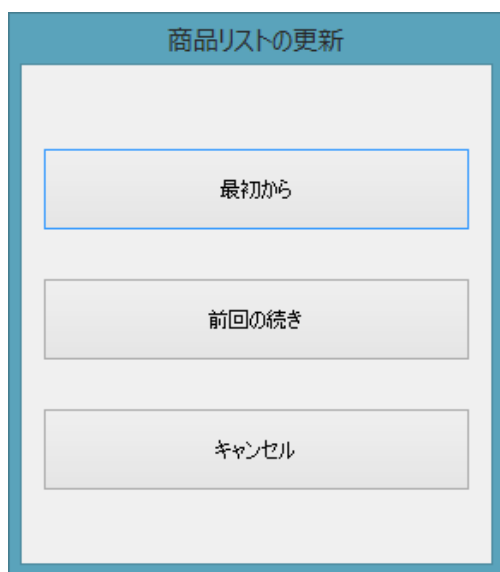 商品リストの更新
最初から
前回の続き
キャンセル